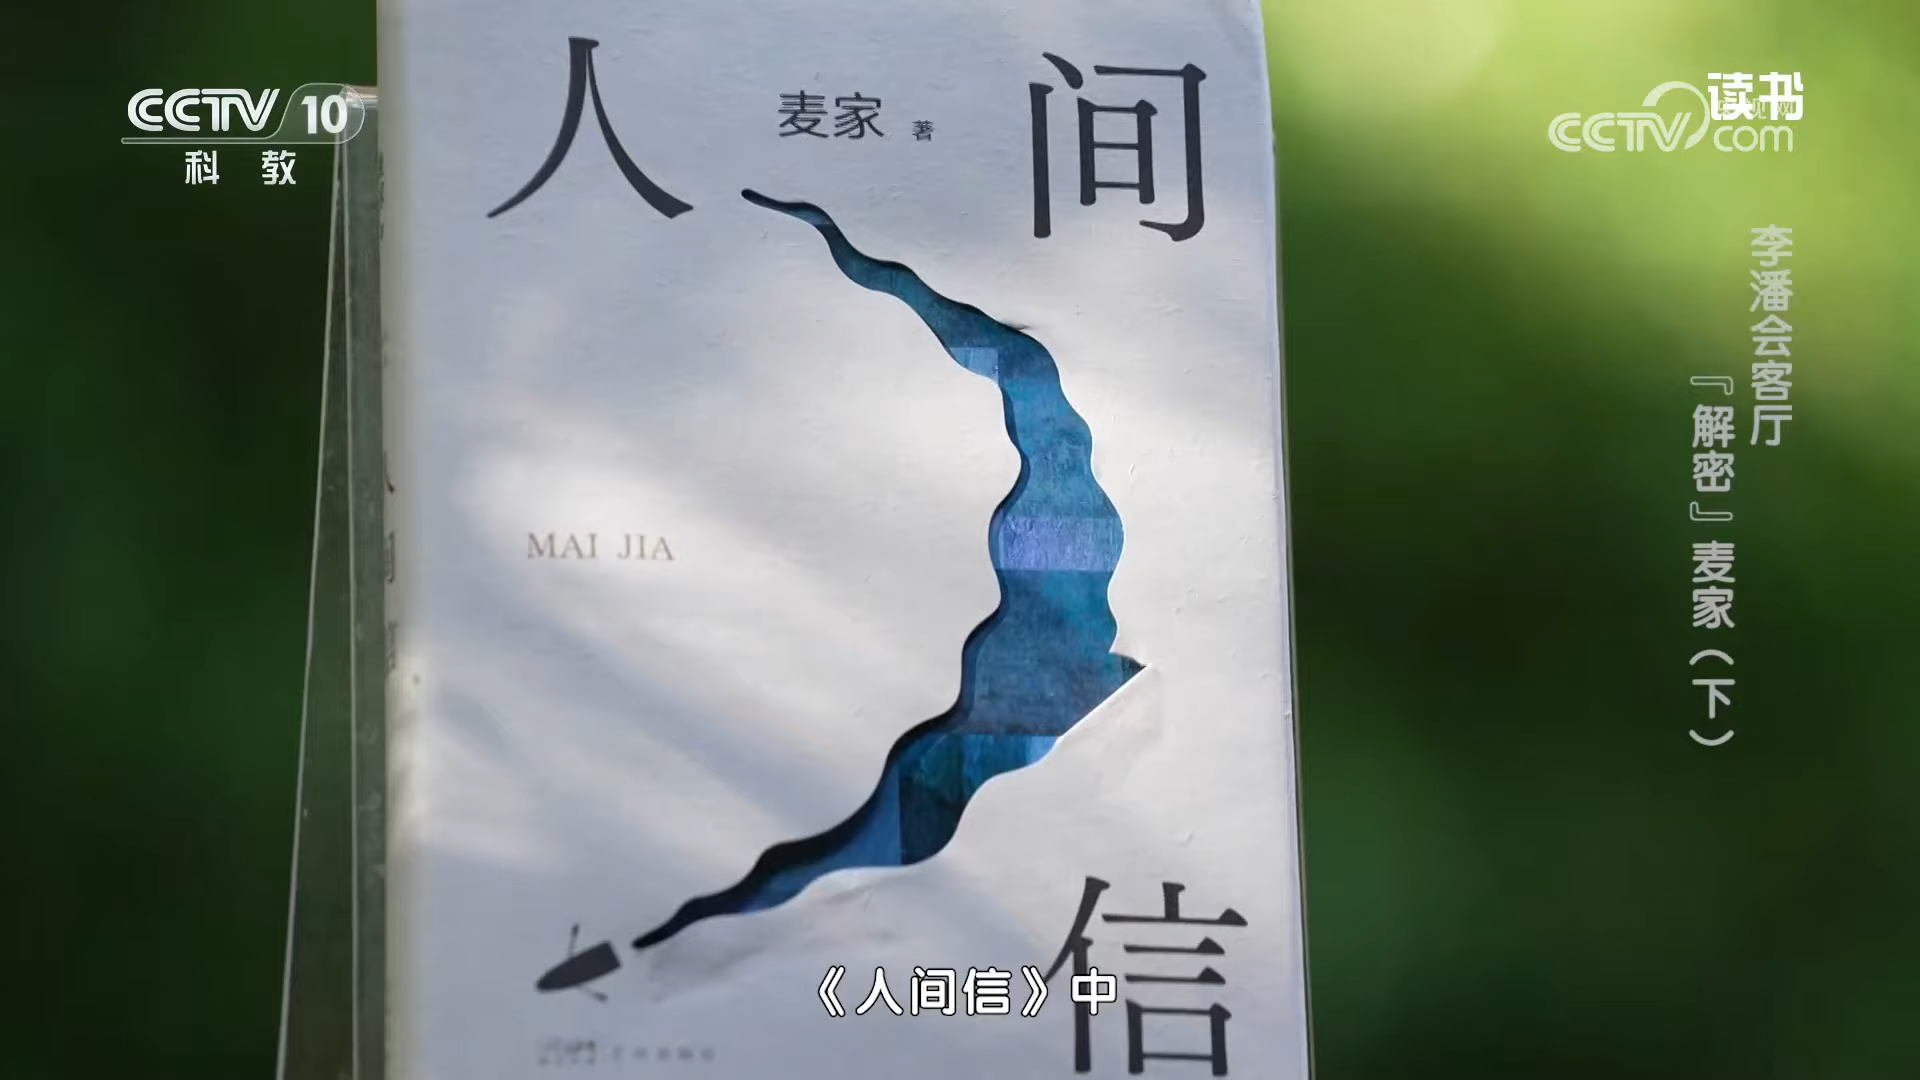 CCTV 10
科 教
读书
CCTV com
李潘会客厅
『解密』麦家（下）
人间信
麦家 著
MAI JIA
《人间信》中